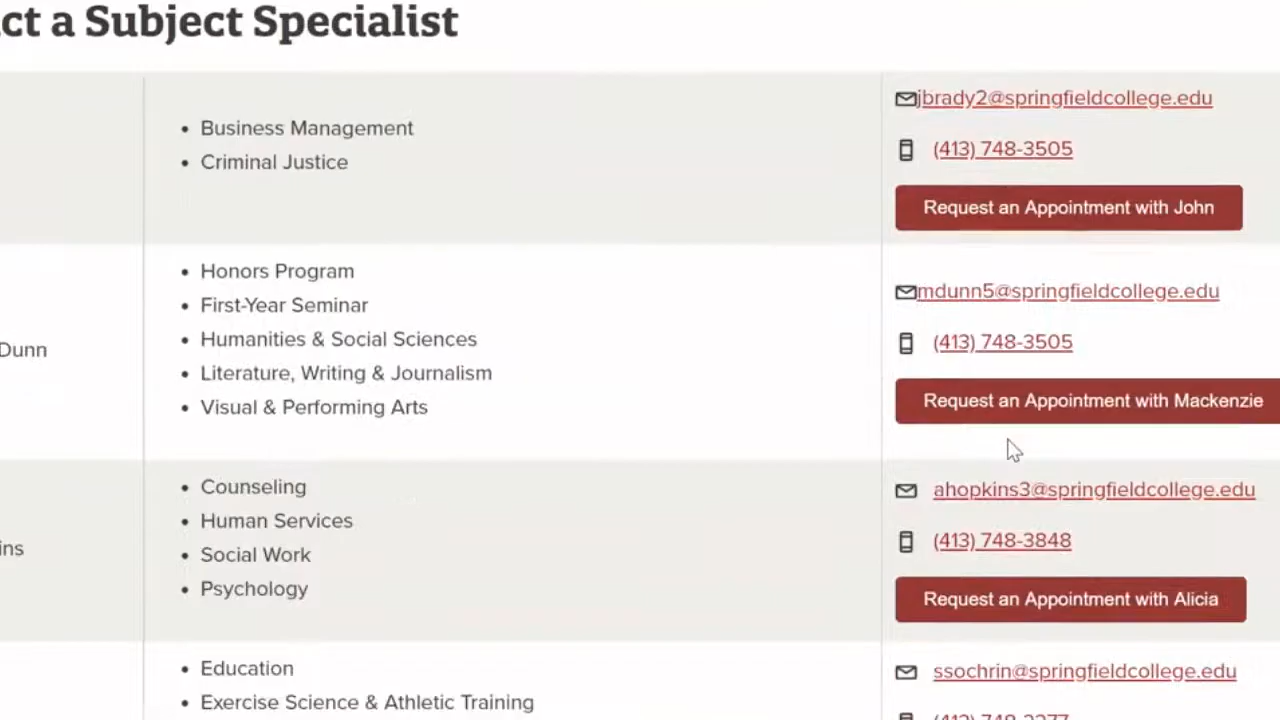 ct a Subject Specialist
• Business Management
• Criminal Justice
jbrady2@springfieldcollege.edu
(413) 748-3505
Request an Appointment with John
Dunn
• Honors Program
• First-Year Seminar
• Humanities & Social Sciences
• Literature, Writing & Journalism
• Visual & Performing Arts
mdunn5@springfieldcollege.edu
(413) 748-3505
Request an Appointment with Mackenzie
ins
• Counseling
• Human Services
• Social Work
• Psychology
ahopkins3@springfieldcollege.edu
(413) 748-3848
Request an Appointment with Alicia
• Education
• Exercise Science & Athletic Training
ssochrin@springfieldcollege.edu